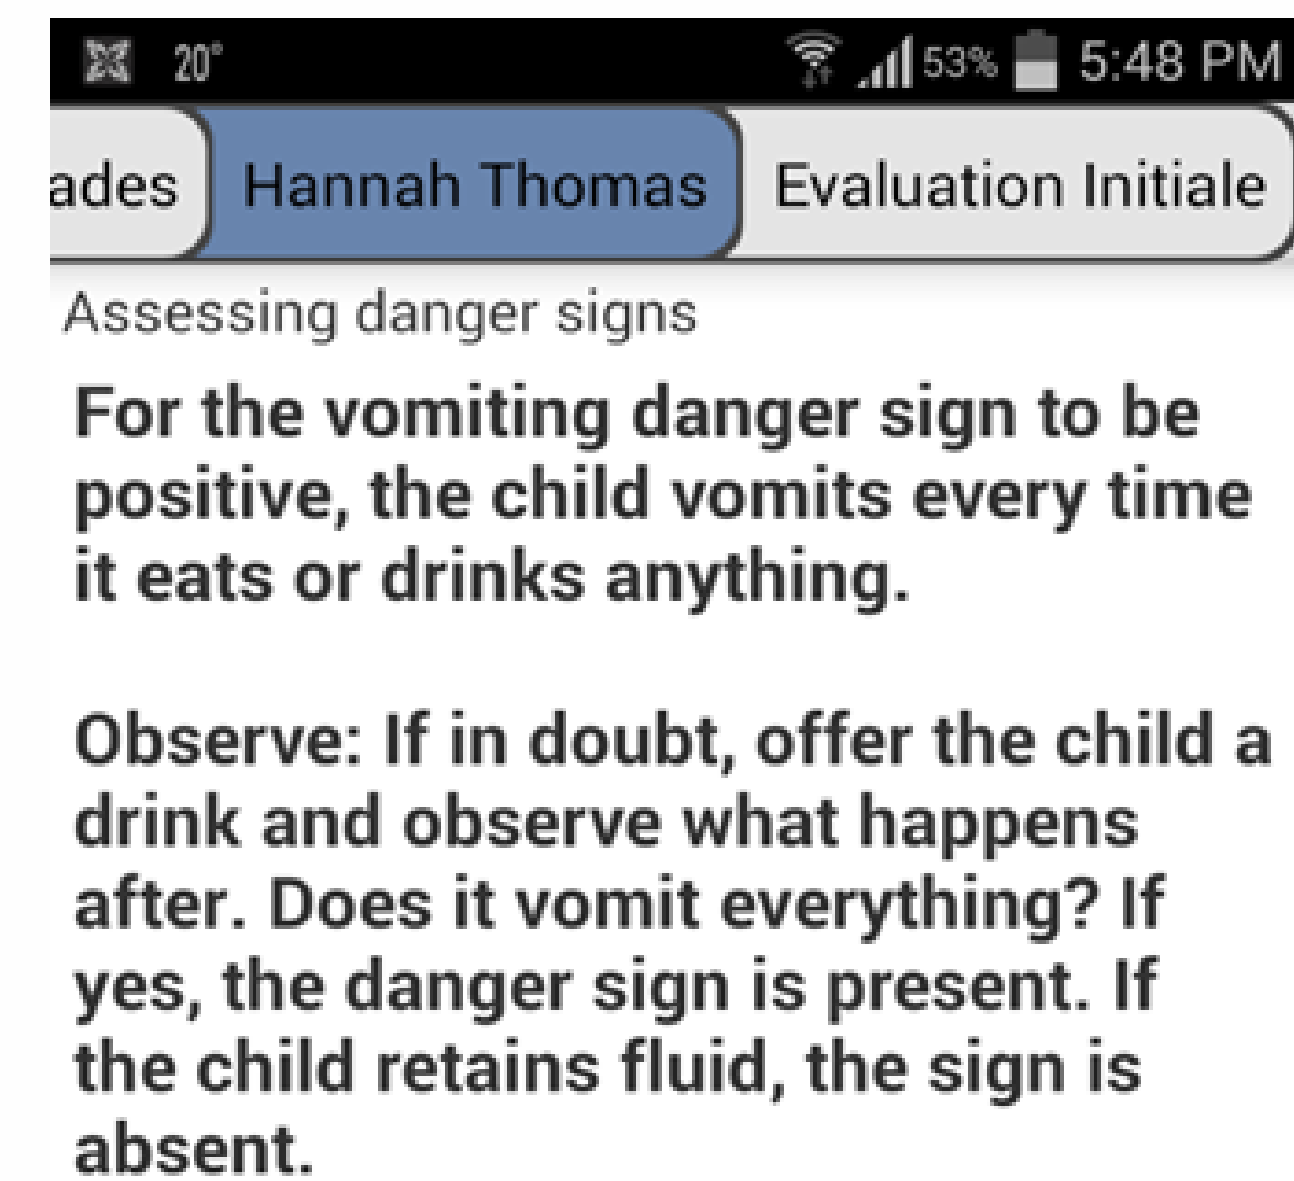 20° 53% 5:48 PM
ades Hannah Thomas Evaluation Initiale
Assessing danger signs
For the vomiting danger sign to be
positive, the child vomits every time
it eats or drinks anything.
Observe: If in doubt, offer the child a
drink and observe what happens
after. Does it vomit everything? If
yes, the danger sign is present. If
the child retains fluid, the sign is
absent.